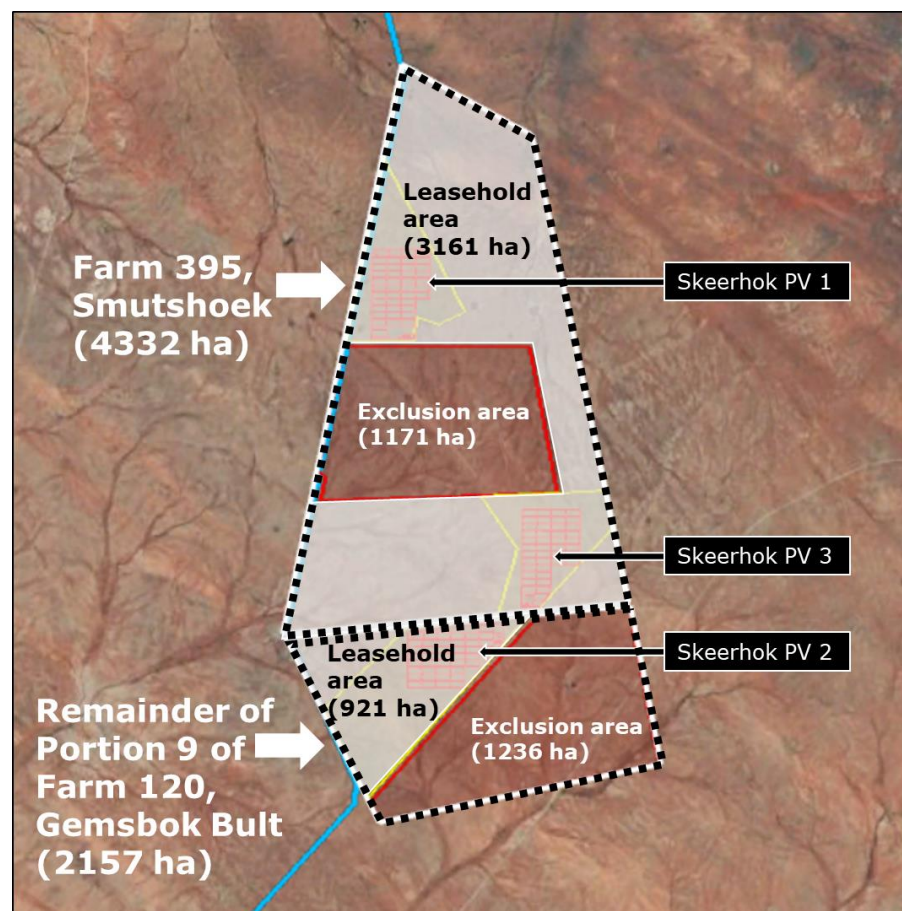 Leasehold
area
(3161 ha)
Farm 395,
Smutshoek
(4332 ha)
Skeerhok PV 1
Exclusion area
(1171 ha)
Skeerhok PV 3
Leasehold
area
(921 ha)
Skeerhok PV 2
Remainder of
Portion 9 of
Farm 120,
Gemsbok Bult
(2157 ha)
Exclusion area
(1236 ha)